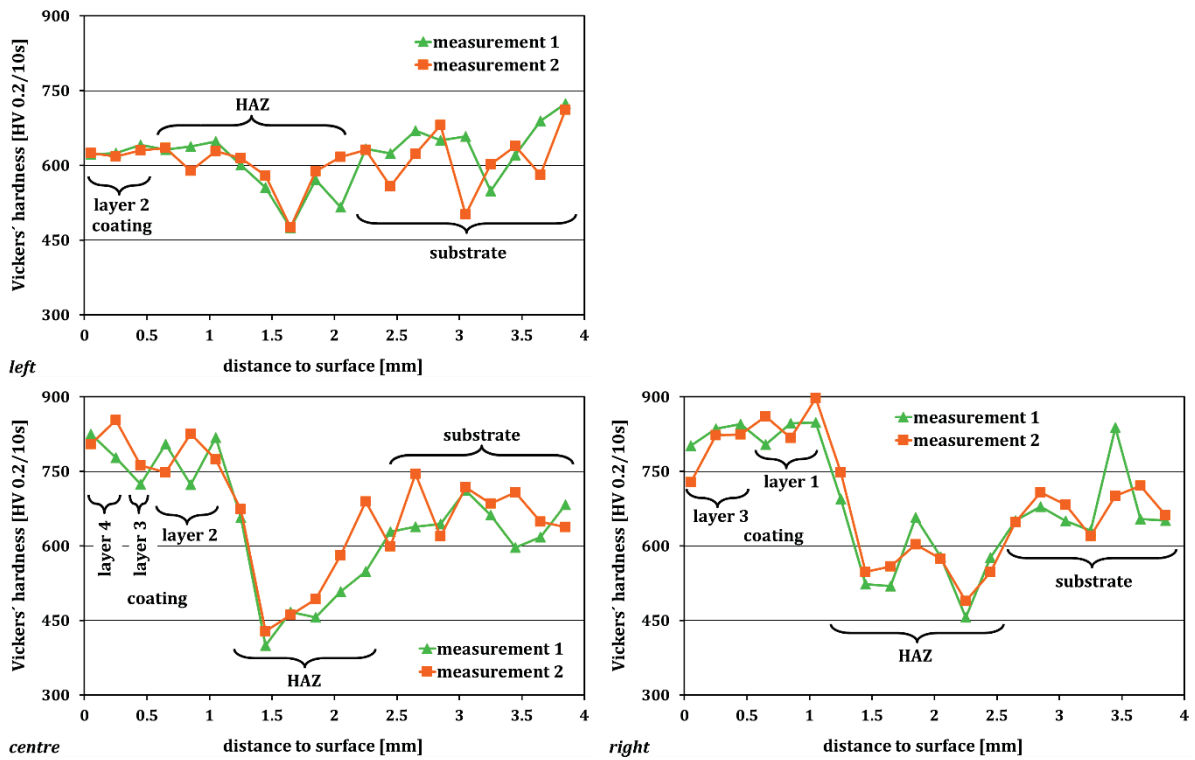 Vickers´ hardness [HV 0.2/10s]
900
750
600
450
300
measurement 1
measurement 2
HAZ
layer 2
coating
substrate
0 0.5 1 1.5 2 2.5 3 3.5 4
left
distance to surface [mm]
Vickers´ hardness [HV 0.2/10s]
900
750
600
450
300
substrate
layer 4
layer 3
layer 2
coating
HAZ
measurement 1
measurement 2
0 0.5 1 1.5 2 2.5 3 3.5 4
centre
distance to surface [mm]
Vickers´ hardness [HV 0.2/10s]
900
750
600
450
300
measurement 1
measurement 2
layer 1
layer 3
coating
substrate
HAZ
0 0.5 1 1.5 2 2.5 3 3.5 4
right
distance to surface [mm]